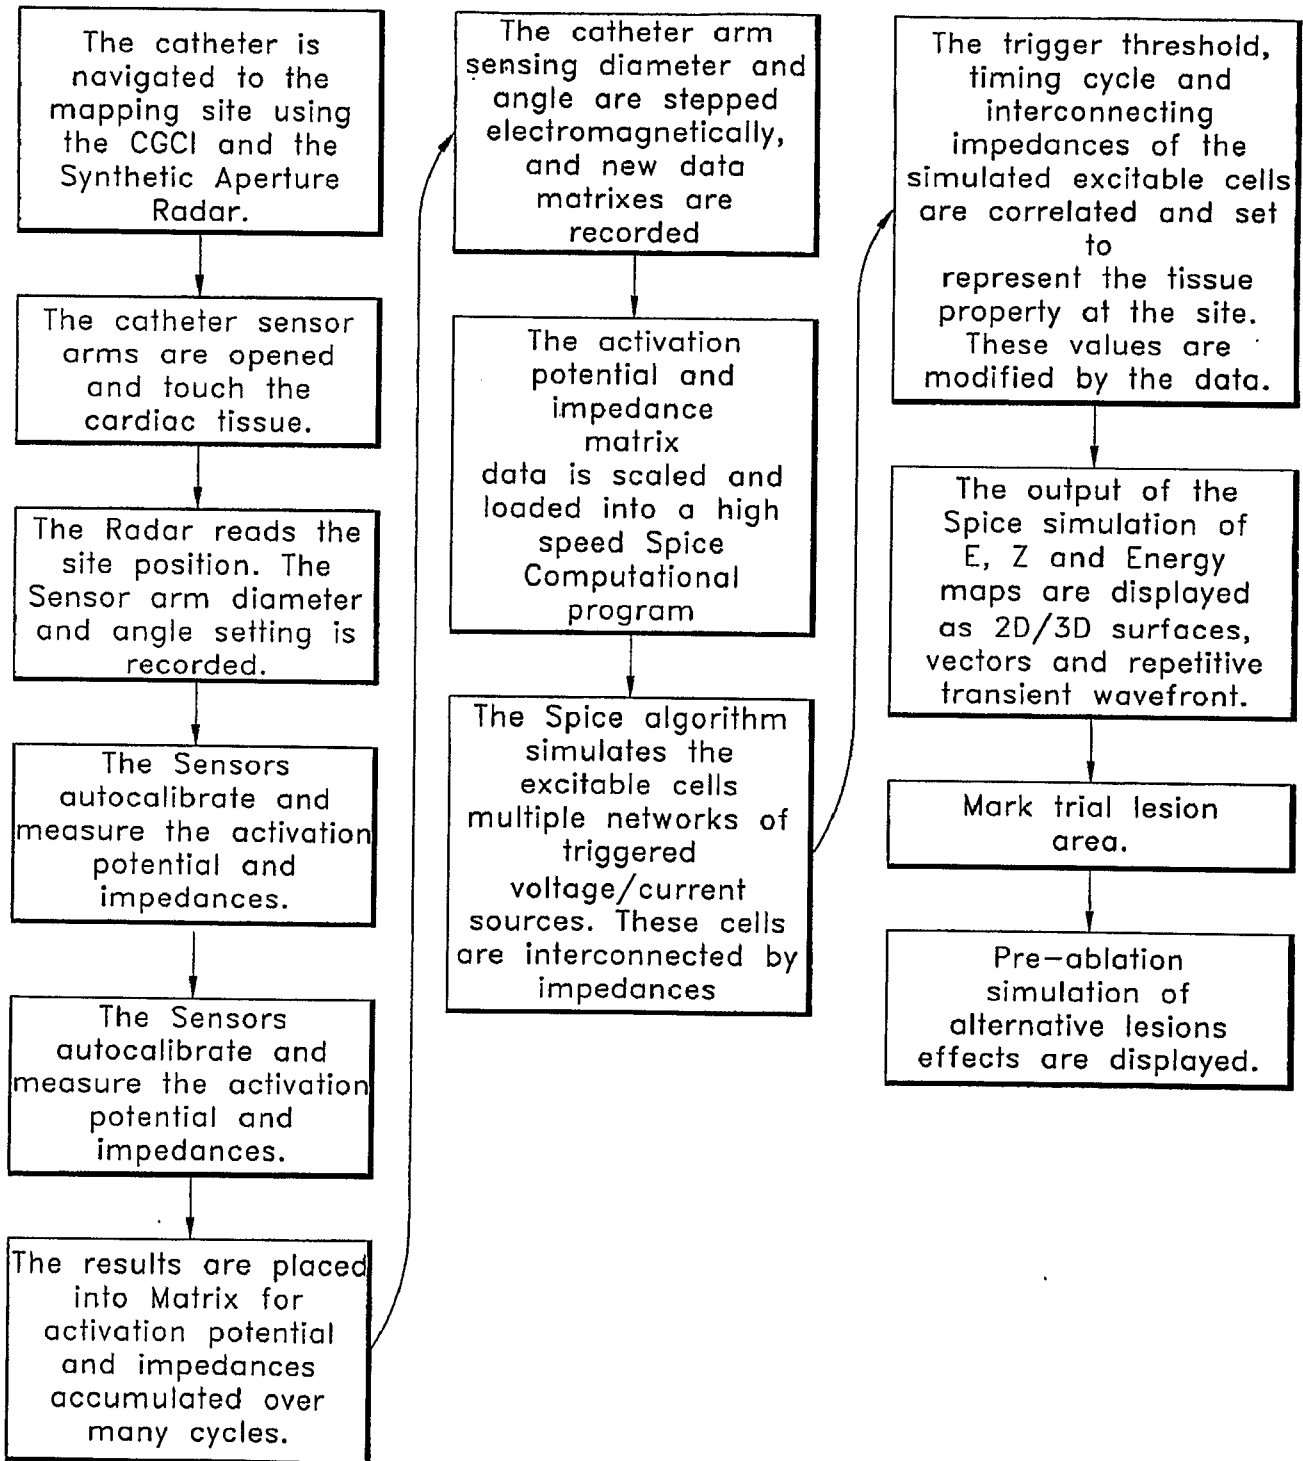 The catheter is
navigated to the
mapping site using
the CGCI and the
Synthetic Aperture
Radar.
The catheter sensor
arms are opened
and touch the
cardiac tissue.
The Radar reads the
site position. The
Sensor arm diameter
and angle setting is
recorded.
The Sensors
autocalibrate and
measure the activation
potential and
impedances.
The Sensors
autocalibrate and
measure the activation
potential and
impedances.
The results are placed
into Matrix for
activation potential
and impedances
accumulated over
many cycles.
The catheter arm
sensing diameter and
angle are stepped
electromagnetically,
and new data
matrixes are
recorded
The activation
potential and
impedance
matrix
data is scaled and
loaded into a high
speed Spice
Computational
program
The Spice algorithm
simulates the
excitable cells
multiple networks of
triggered
voltage/current
sources. These cells
are interconnected by
impedances
The trigger threshold,
timing cycle and
interconnecting
impedances of the
simulated excitable cells
are correlated and set
to
represent the tissue
property at the site.
These values are
modified by the data.
The output of the
Spice simulation of
E, Z and Energy
maps are displayed
as 2D/3D surfaces,
vectors and repetitive
transient wavefront.
Mark trial lesion
area.
Pre-ablation
simulation of
alternative lesions
effects are displayed.